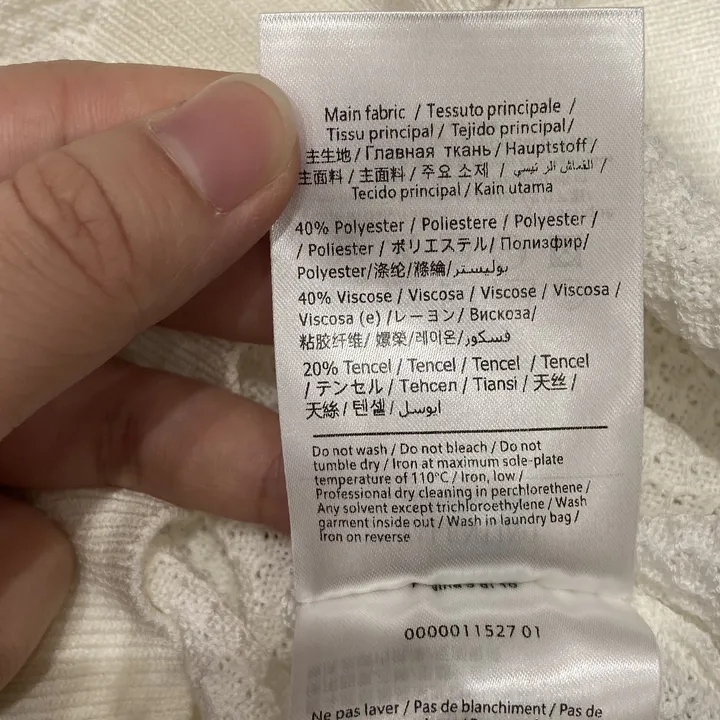 Main fabric / Tessuto principale /
Tissu principal / Tejido principal/
主生地 / Главная ткань / Hauptstoff /
主面料 / 主面料 / 주요 소재 / القماش الرئيسي /
Tecido principal / Kain utama
40% Polyester / Poliestere / Polyester /
/ Poliester / ポリエステル/ Полиэфир/
Polyester/涤纶/滌綸/بوليستر
40% Viscose / Viscosa / Viscose / Viscosa /
Viscosa (e) /レーヨン/ Вискоза/
粘胶纤维/ 嫘縈/레이온/فسكوز
20% Tencel / Tencel / Tencel / Tencel
/ テンセル / Тенсел / Tiansi / 天丝/
天絲/ 텐셀/
Do not wash / Do not bleach / Do not
tumble dry / Iron at maximum sole-plate
temperature of 110°C / Iron, low /
Professional dry cleaning in perchlorethene /
Any solvent except trichloroethylene / Wash
garment inside out / Wash in laundry bag /
Iron on reverse
0000011527 01
Ne pas laver / Pas de blanchiment / Pas de